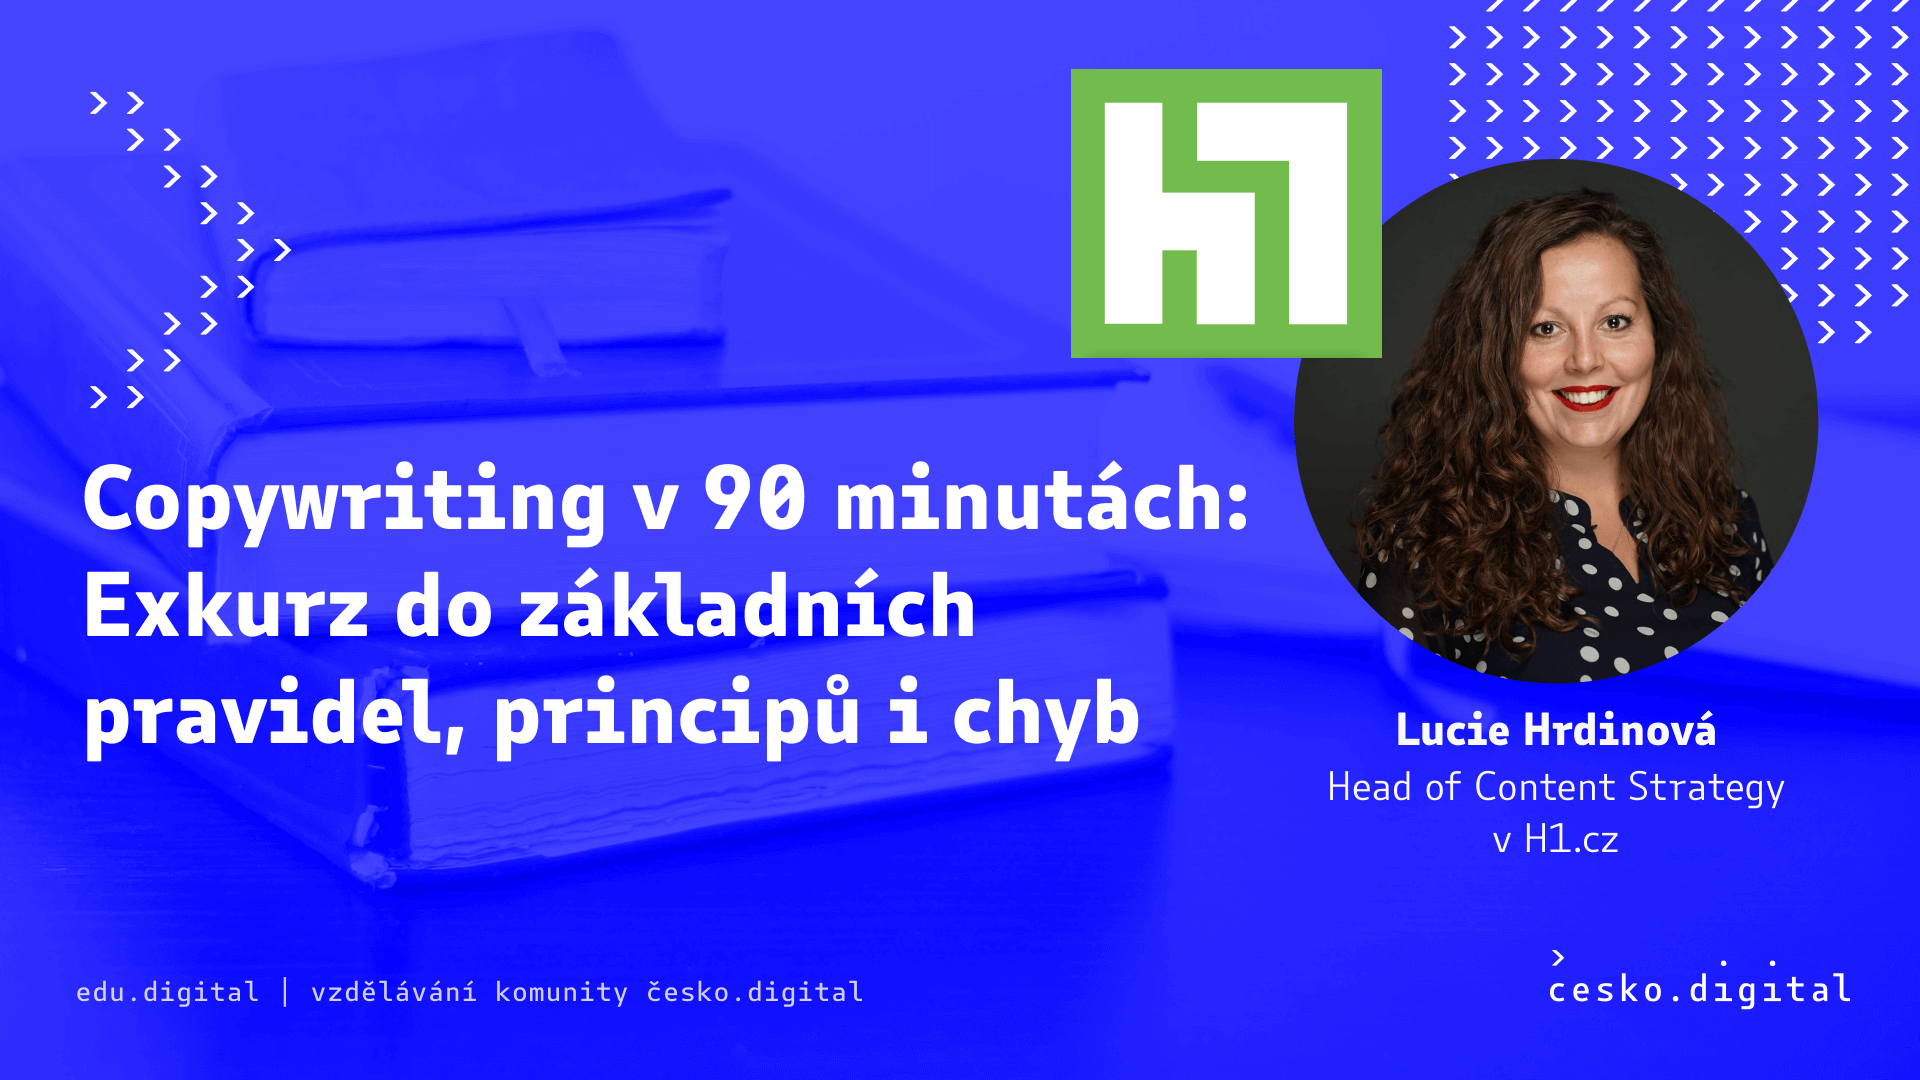 h1
Copywriting v 90 minutách:
Exkurz do základních
pravidel, principů i chyb
Lucie Hrdinová
Head of Content Strategy
v H1.cz
edu.digital | vzdělávání komunity česko.digital
cesko.digital